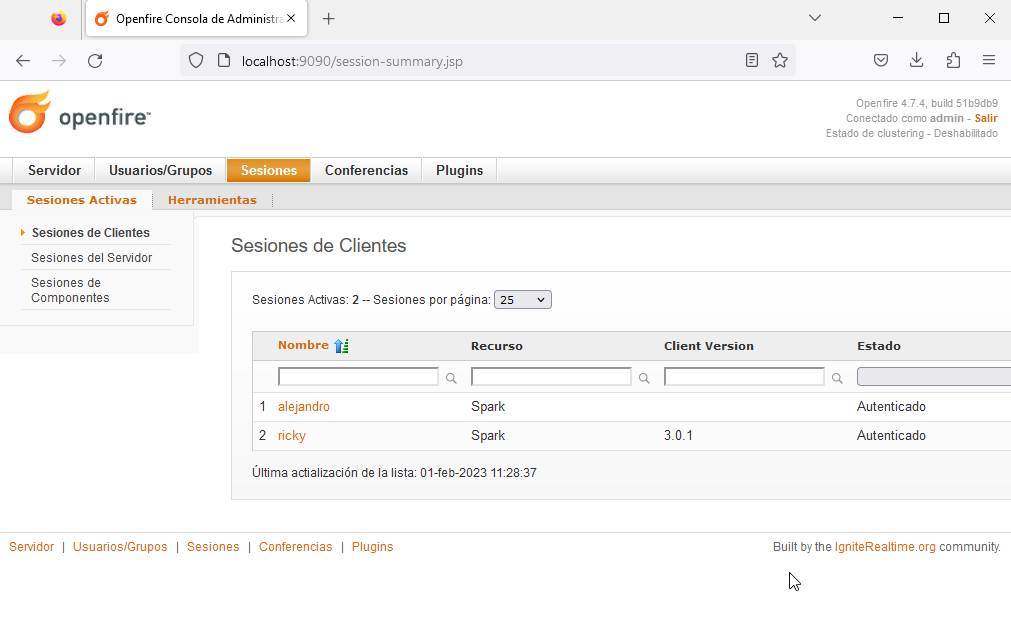 Openfire Consola de Administra
localhost:9090/session-summary.jsp
openfire™
Openfire 4.7.4, build 51b9db9
Conectado como admin - Salir
Estado de clustering - Deshabilitado
Servidor Usuarios/Grupos Sesiones Conferencias Plugins
Sesiones Activas Herramientas
Sesiones de Clientes
Sesiones del Servidor
Sesiones de
Componentes
Sesiones de Clientes
Sesiones Activas: 2 -- Sesiones por página: 25
Nombre Recurso Client Version Estado
1 alejandro Spark Autenticado
2 ricky Spark 3.0.1 Autenticado
Última actialización de la lista: 01-feb-2023 11:28:37
Servidor | Usuarios/Grupos | Sesiones | Conferencias | Plugins
Built by the IgniteRealtime.org community.